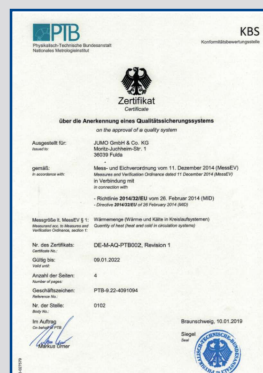 PTB
KBS
Physikalisch-Technische Bundesanstalt
Nationales Metrologieinstitut
Konformitätsbewertungsstelle
Zertifikat
Certificate
über die Anerkennung eines Qualitätssicherungssystems
on the approval of a quality system
Ausgestellt für: JUMO GmbH & Co. KG
Issued to: Moritz-Juchheim-Str. 1
36039 Fulda
gemäß: Mess- und Eichverordnung vom 11. Dezember 2014 (MessEV)
In accordance with: Measures and Verification Ordinance dated 11 December 2014 (MessEV)
in Verbindung mit
in connection with
- Richtlinie 2014/32/EU vom 26. Februar 2014 (MID)
- Directive 2014/32/EU of 26 February 2014 (MID)
Messgröße lt. MessEV § 1: Wärmemenge (Wärme und Kälte in Kreislaufsystemen)
Measurand acc. to Measures and Quantity of heat (heat and cold in circulation systems)
Verification Ordinance, section 1:
Nr. des Zertifikats: DE-M-AQ-PTB002, Revision 1
Certificate No.:
Gültig bis: 09.01.2022
Valid until:
Anzahl der Seiten: 4
Number of pages:
Geschäftszeichen: PTB-9.22-4091094
Reference No.:
Nr. der Stelle: 0102
Body No.:
Im Auftrag Braunschweig, 10.01.2019
On behalf of PTB
Siegel
Seal
Markus Urner